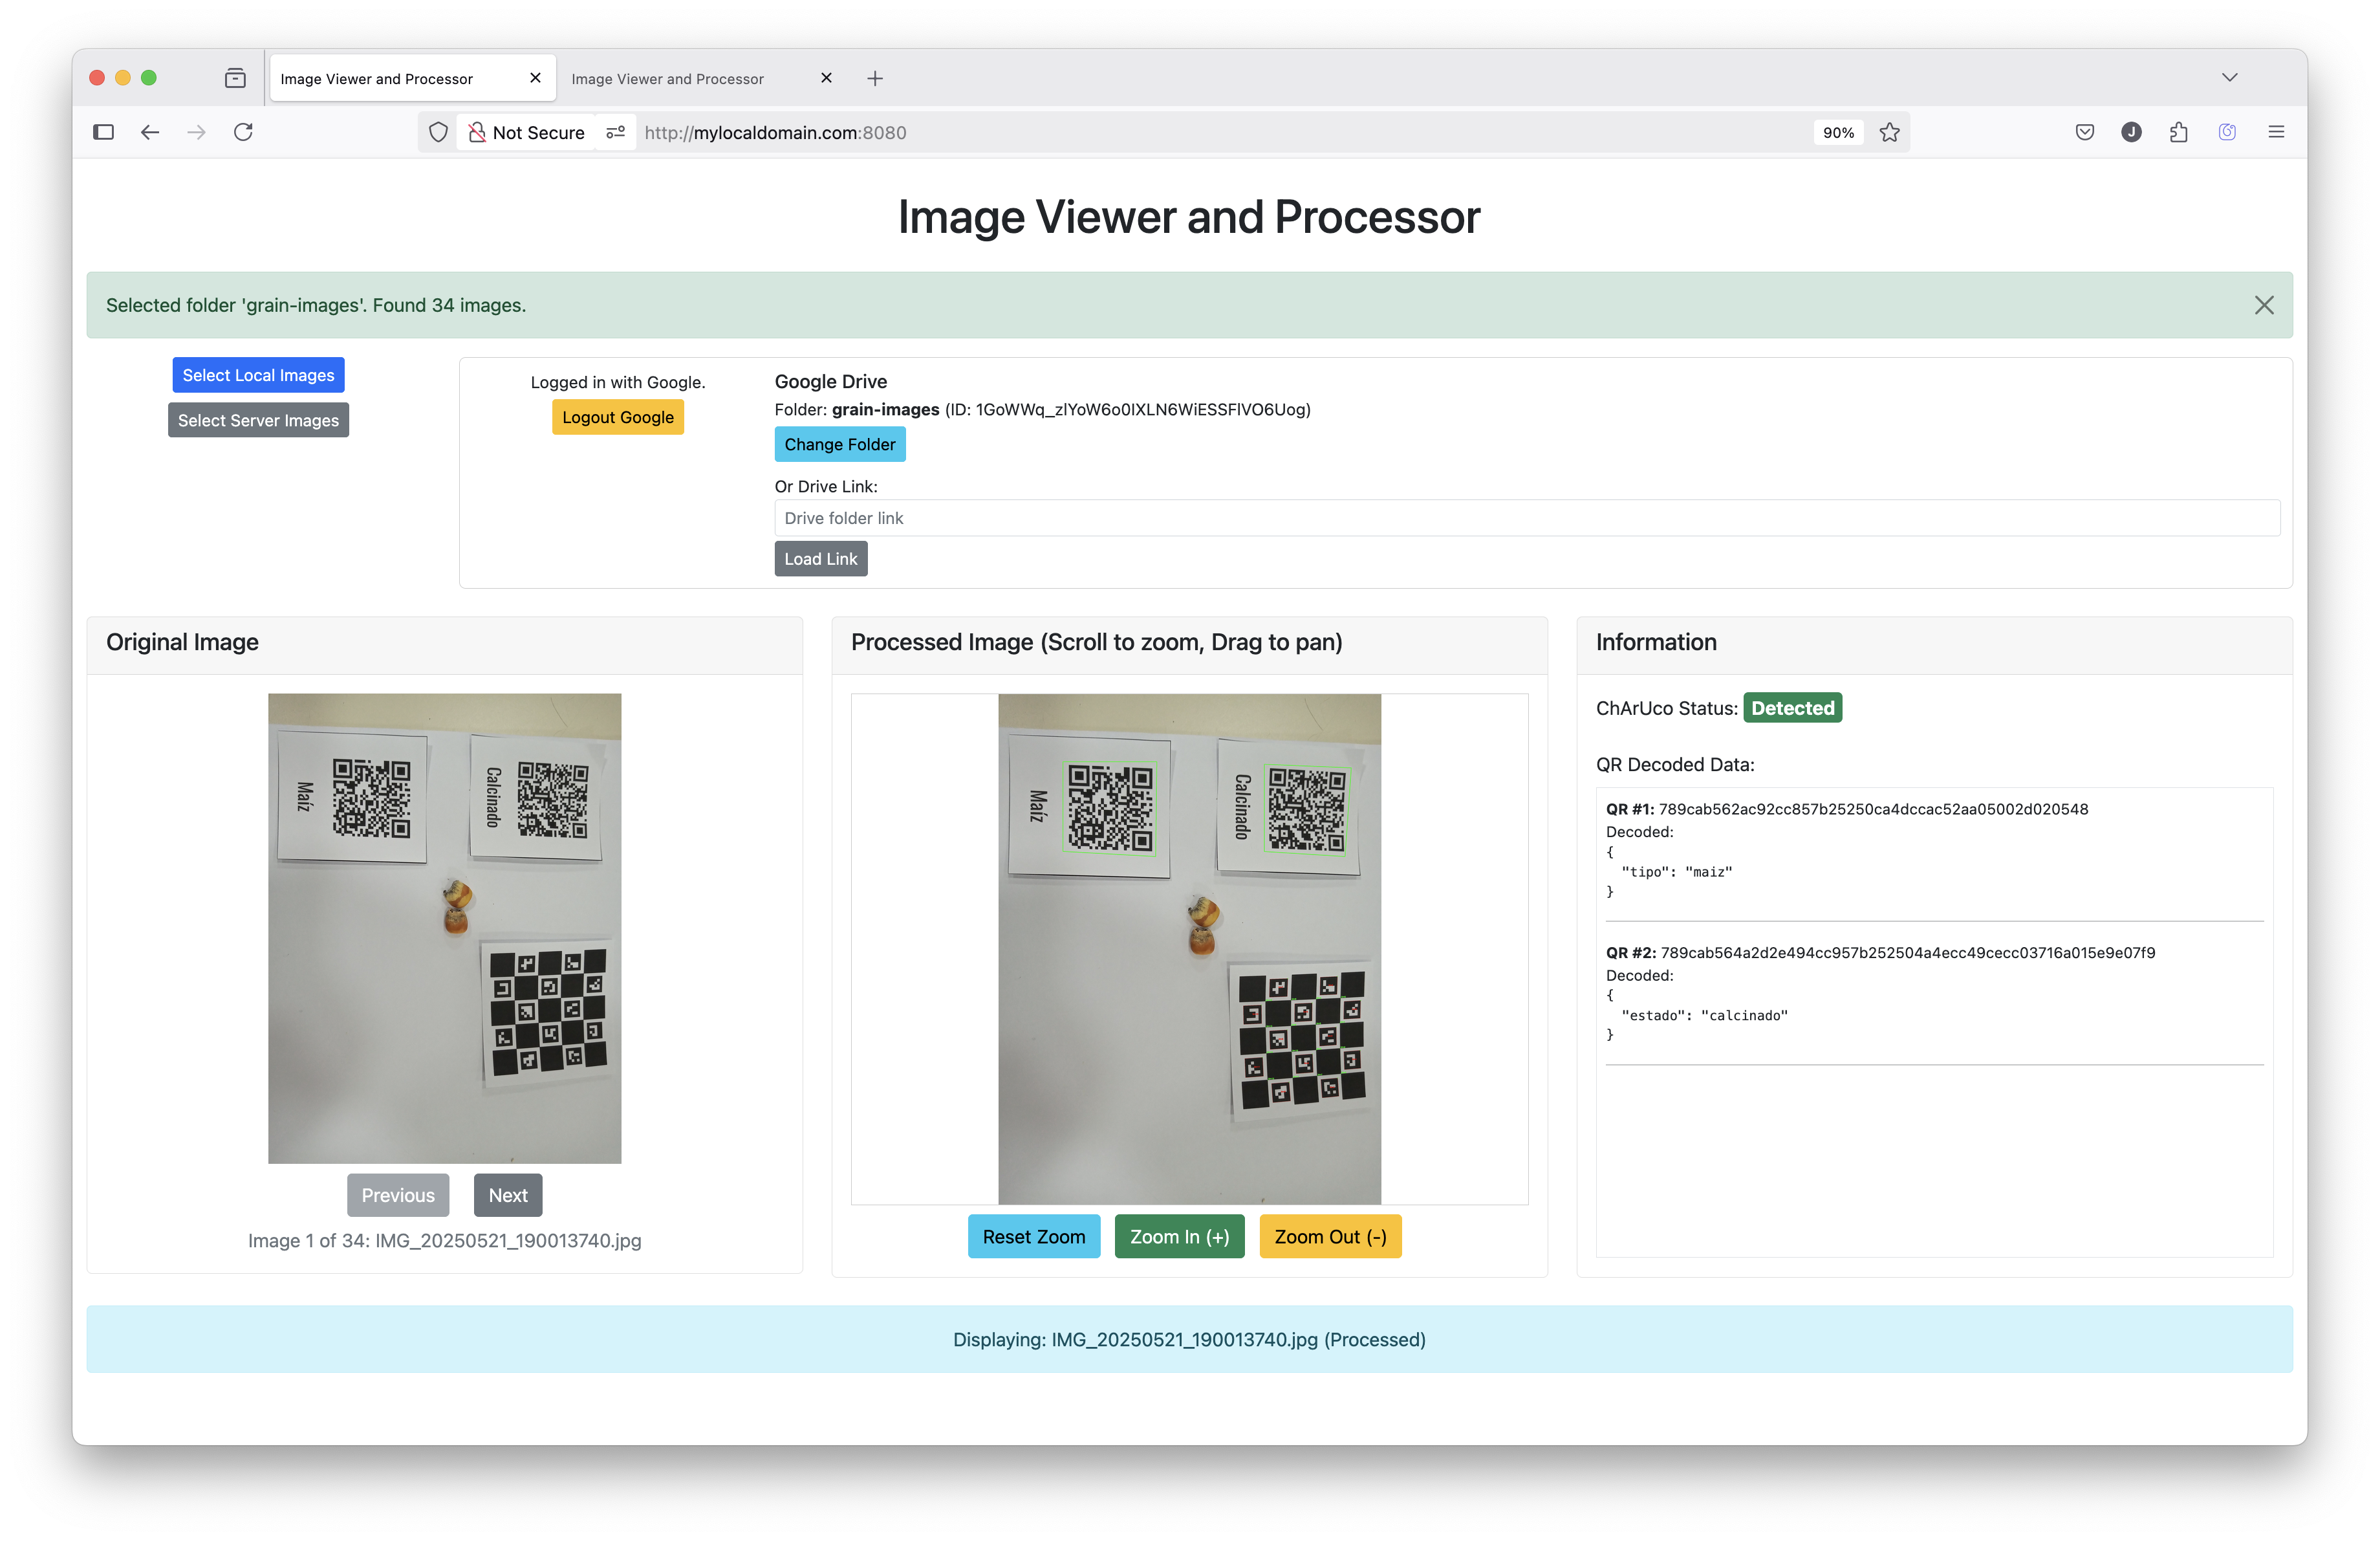 Image Viewer and Processor
Image Viewer and Processor
Not Secure
http://mylocaldomain.com:8080
90%
J
Image Viewer and Processor
Selected folder 'grain-images'. Found 34 images.
Select Local Images
Select Server Images
Logged in with Google.
Logout Google
Google Drive
Folder: grain-images (ID: 1GoWWq_zlYoW6o0IXLN6WiESSFlVO6Uog)
Change Folder
Or Drive Link:
Drive folder link
Load Link
Original Image
Maíz
Calcinado
Previous
Next
Image 1 of 34: IMG_20250521_190013740.jpg
Processed Image (Scroll to zoom, Drag to pan)
Maíz
Calcinado
Reset Zoom
Zoom In (+)
Zoom Out (-)
Information
ChArUco Status: Detected
QR Decoded Data:
QR #1: 789cab562ac92cc857b25250ca4dccac52aa05002d020548
Decoded:
{
"tipo": "maiz"
}
QR #2: 789cab564a2d2e494cc957b252504a4ecc49cecc03716a015e9e07f9
Decoded:
{
"estado": "calcinado"
}
Displaying: IMG_20250521_190013740.jpg (Processed)